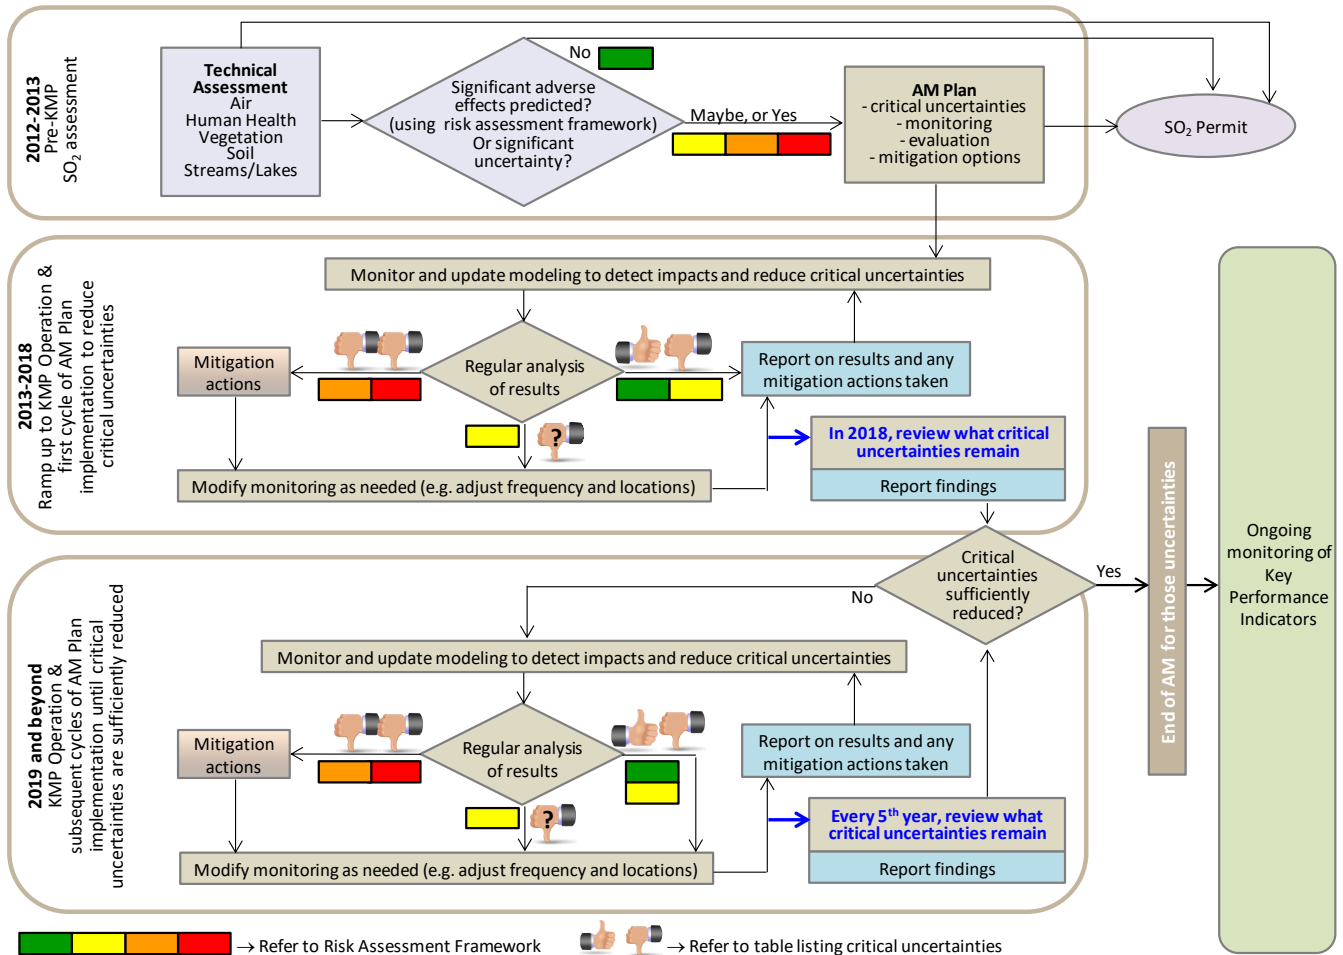 2012-2013
Pre-KMP
SO₂ assessment
Technical
Assessment
Air
Human Health
Vegetation
Soil
Streams/Lakes
Significant adverse
effects predicted?
(using risk assessment framework)
Or significant
uncertainty?
No
Maybe, or Yes
AM Plan
- critical uncertainties
- monitoring
- evaluation
- mitigation options
SO₂ Permit
2013-2018
Ramp up to KMP Operation &
first cycle of AM Plan
implementation to reduce
critical uncertainties
Monitor and update modeling to detect impacts and reduce critical uncertainties
Mitigation
actions
Regular analysis
of results
?
Report on results and any
mitigation actions taken
In 2018, review what critical
uncertainties remain
Report findings
Modify monitoring as needed (e.g. adjust frequency and locations)
Critical
uncertainties
sufficiently
reduced?
Yes
No
End of AM for those uncertainties
Ongoing
monitoring of
Key
Performance
Indicators
2019 and beyond
KMP Operation &
subsequent cycles of AM Plan
implementation until critical
uncertainties are sufficiently reduced
Monitor and update modeling to detect impacts and reduce critical uncertainties
Mitigation
actions
Regular analysis
of results
?
Report on results and any
mitigation actions taken
Every 5th year, review what
critical uncertainties remain
Report findings
Modify monitoring as needed (e.g. adjust frequency and locations)
→ Refer to Risk Assessment Framework
→ Refer to table listing critical uncertainties